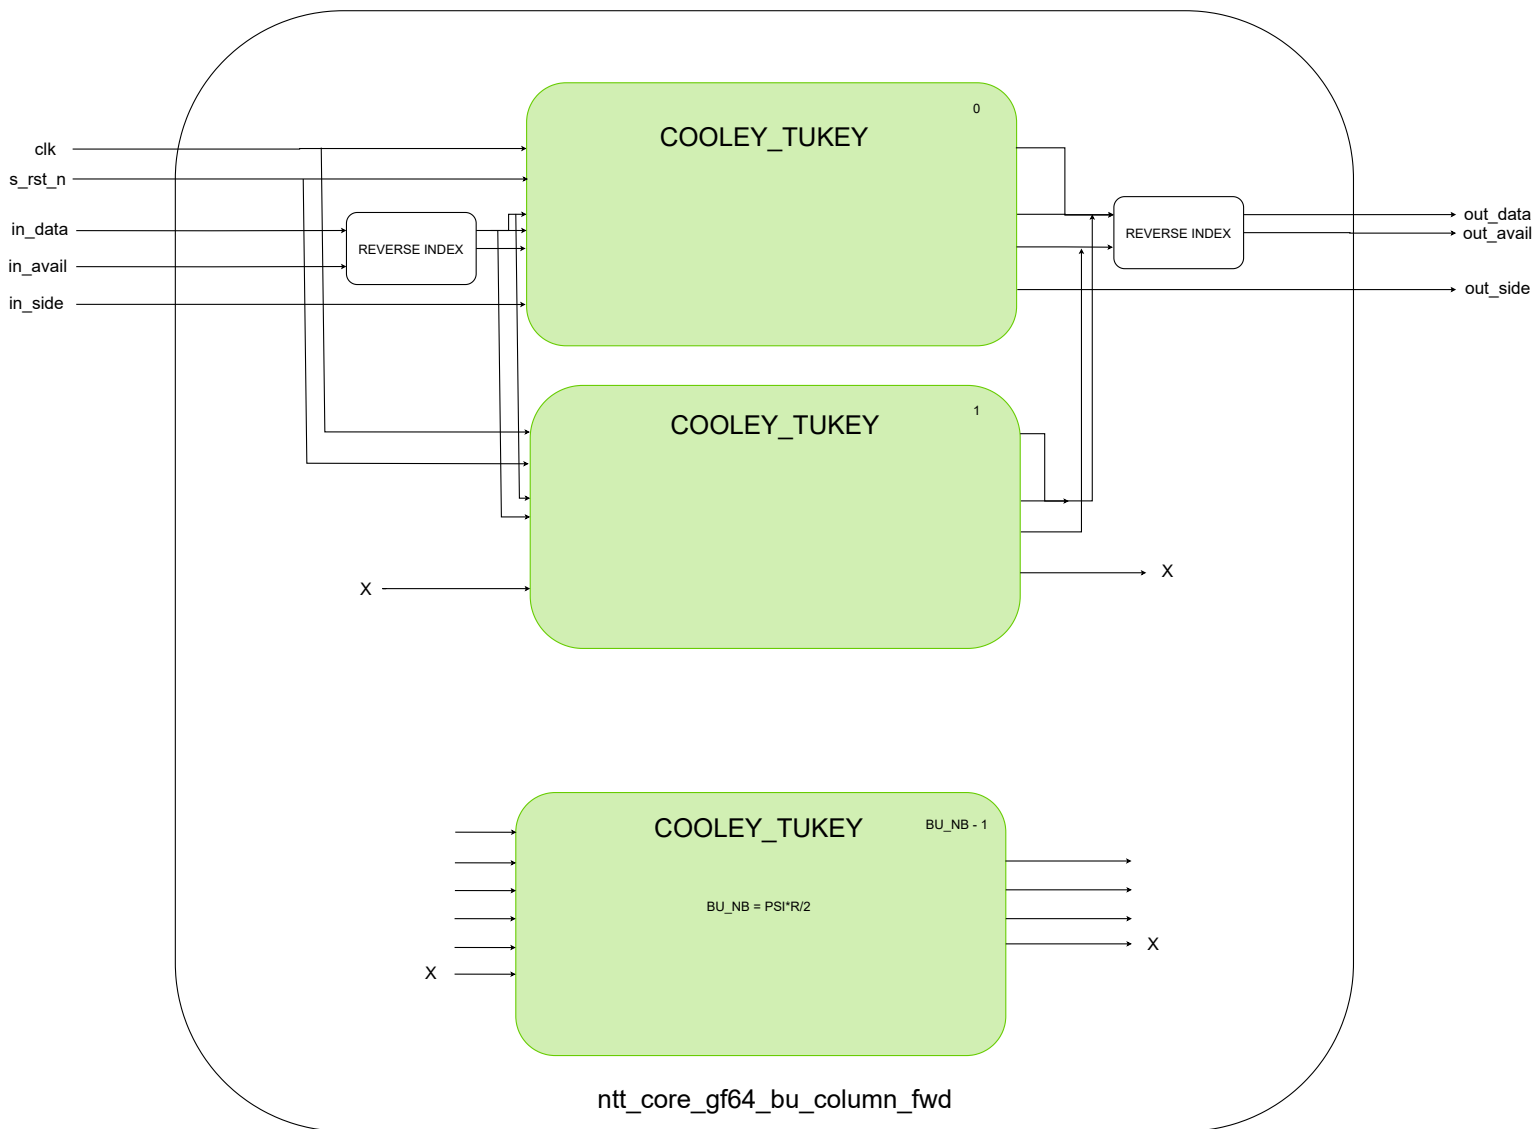 0
COOLEY_TUKEY
clk
s_rst_n
in_data
in_avail
in_side
REVERSE INDEX
REVERSE INDEX
out_data
out_avail
out_side
1
COOLEY_TUKEY
X
X
COOLEY_TUKEY
BU_NB - 1
BU_NB = PSI*R/2
X
X
ntt_core_gf64_bu_column_fwd